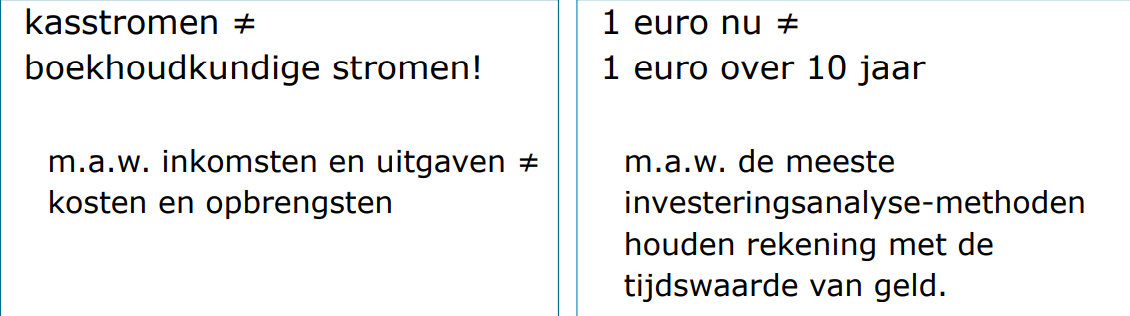 kasstromen ≠
boekhoudkundige stromen!
m.a.w. inkomsten en uitgaven ≠
kosten en opbrengsten
1 euro nu ≠
1 euro over 10 jaar
m.a.w. de meeste
investeringsanalyse-methoden
houden rekening met de
tijdswaarde van geld.